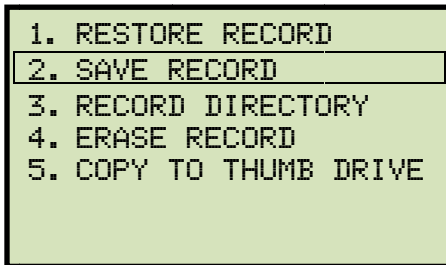 1. RESTORE RECORD
2. SAVE RECORD
3. RECORD DIRECTORY
4. ERASE RECORD
5. COPY TO THUMB DRIVE